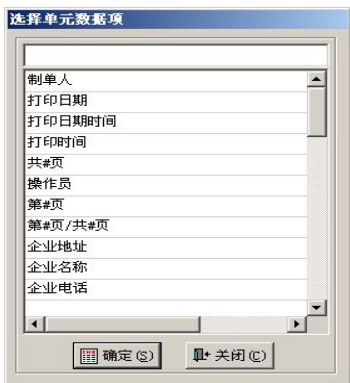 选择单元数据项
制单人
打印日期
打印日期时间
打印时间
共#页
操作员
第#页
第#页/共#页
企业地址
企业名称
企业电话
确定(S)
关闭(C)